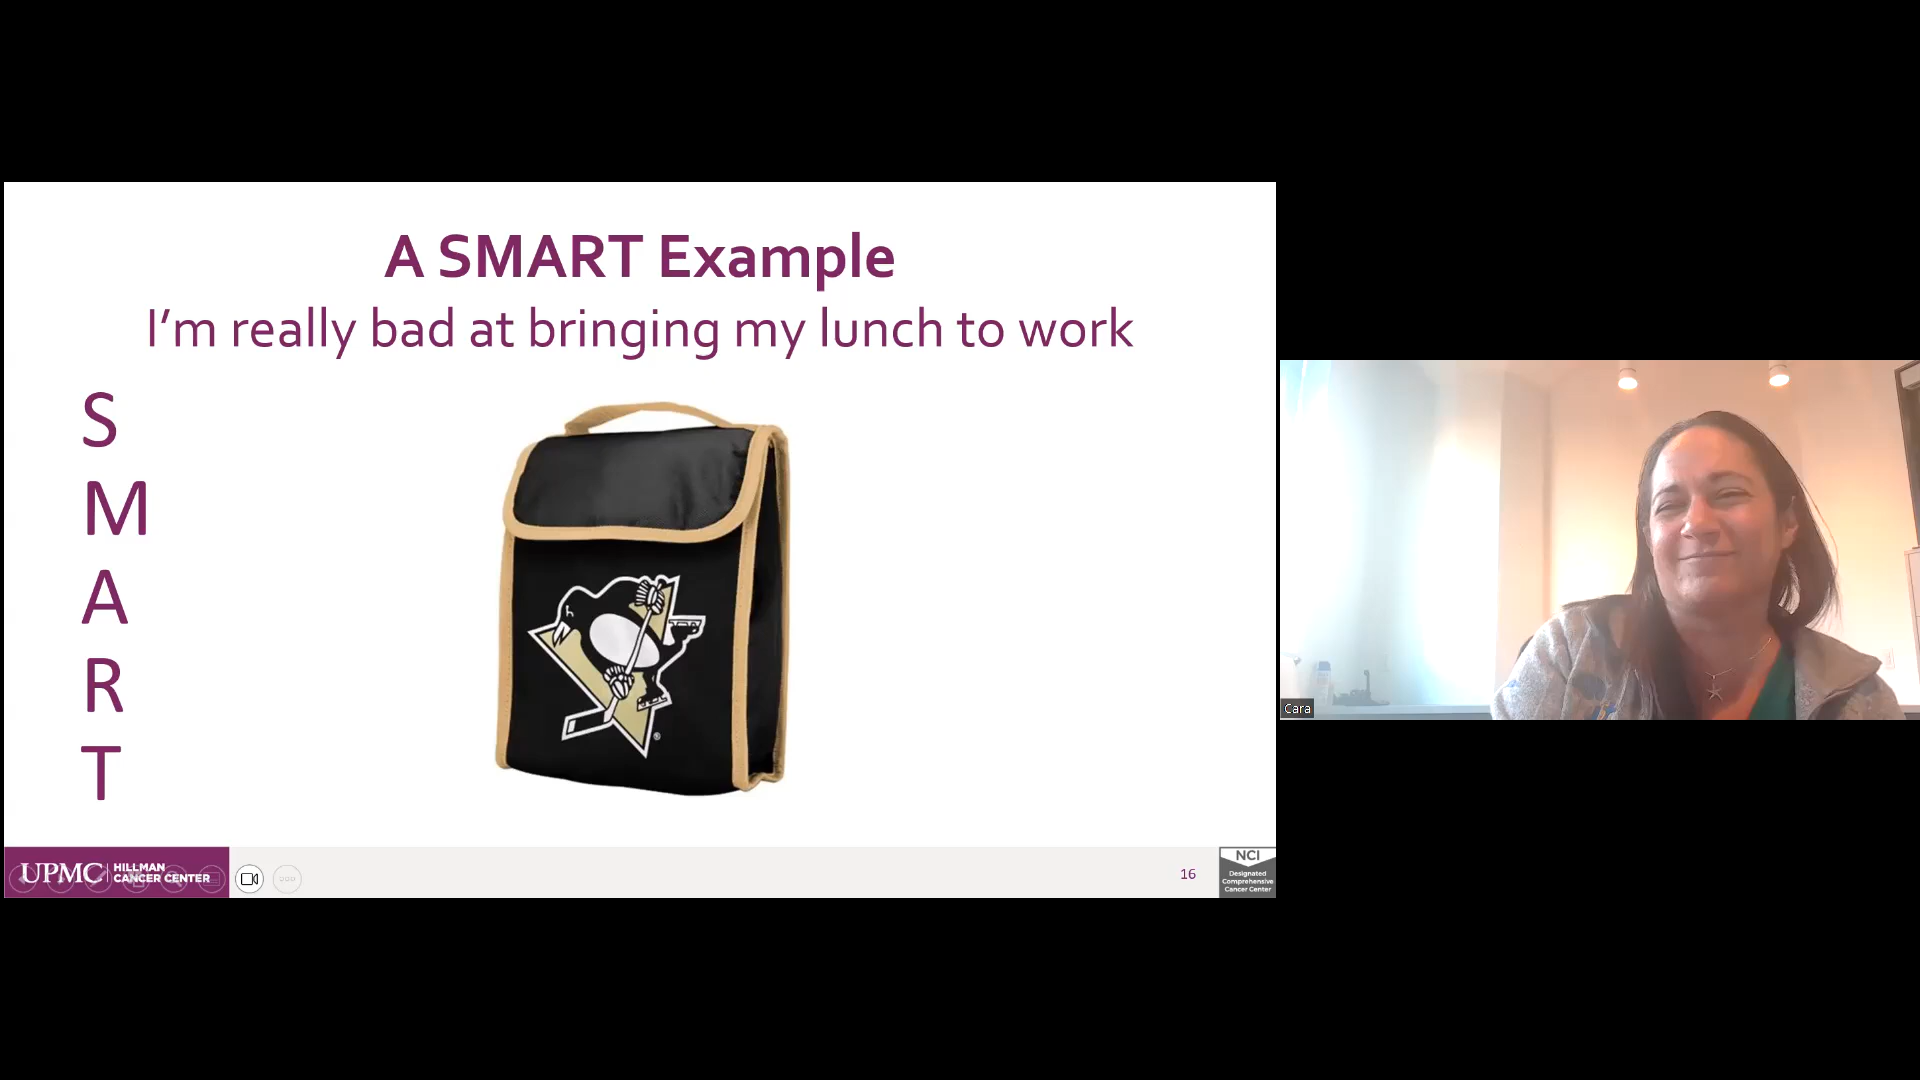 A SMART Example
I'm really bad at bringing my lunch to work
S
M
A
R
T
UPMC HILLMAN
CANCER CENTER
16
NCI
Designated
Comprehensive
Cancer Center
Cara